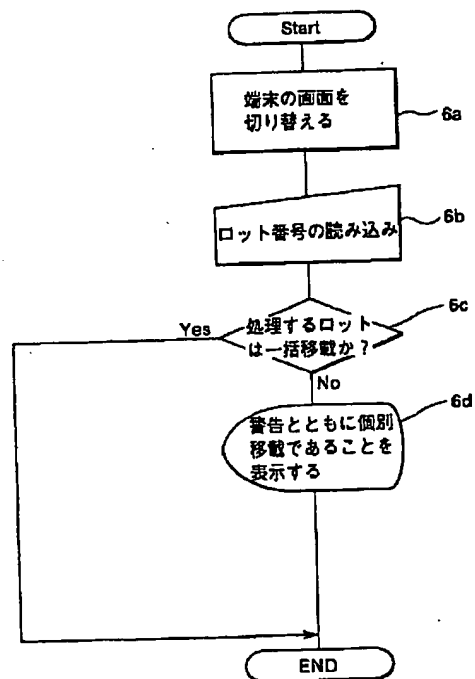 Start
端末の画面を
切り替える
6a
ロット番号の読み込み
6b
処理するロット
は一括移載か？
6c
Yes
No
6d
警告とともに個別
移載であることを
表示する
END